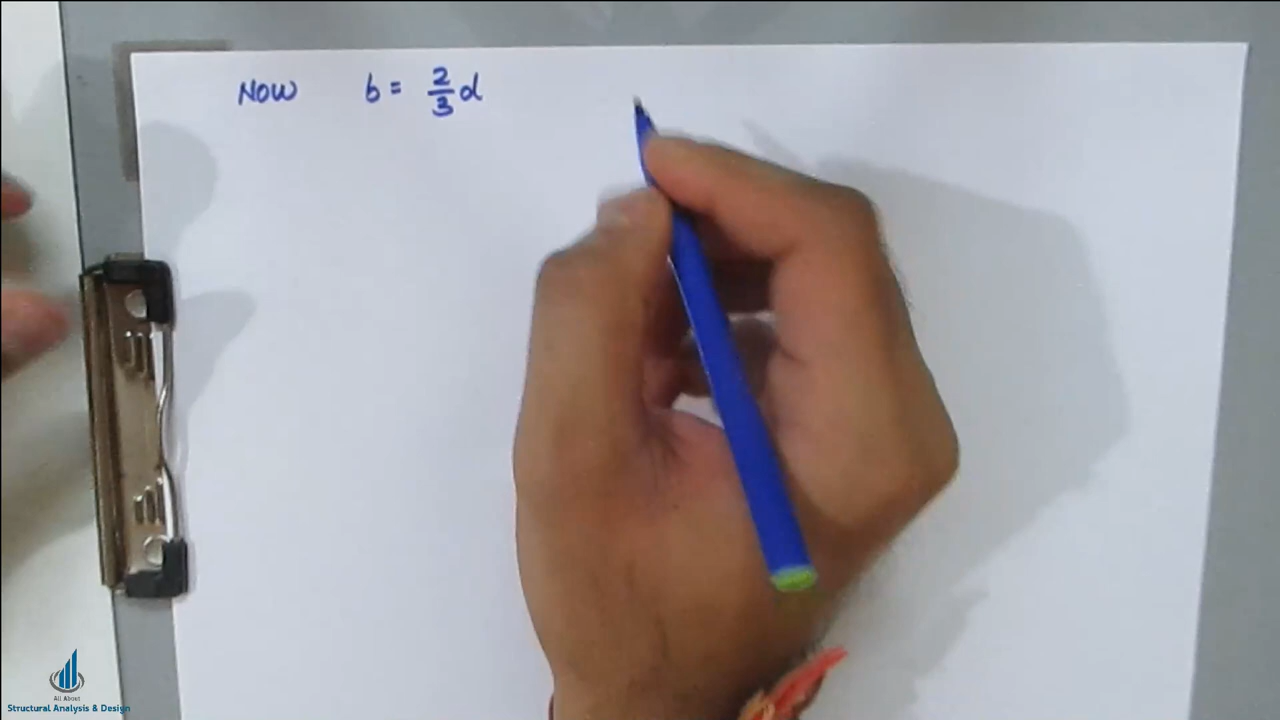 Now b = 2/3 d
All About
Structural Analysis & Design